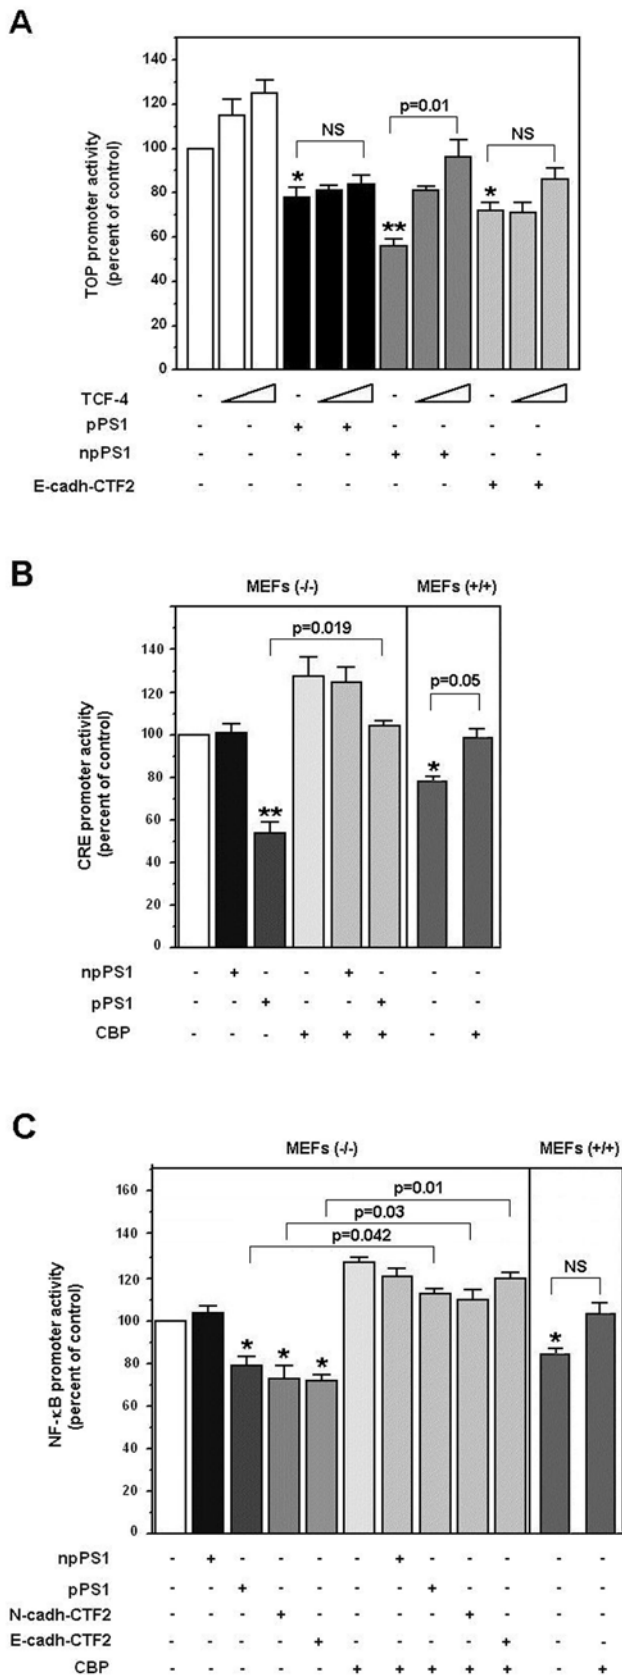 A
TOP promoter activity
(percent of control)
140
120
100
80
60
40
20
0
NS
p=0.01
NS
*
**
*
TCF-4 - - - -
pPS1 - - + + - - - -
npPS1 - - - - + + - -
E-cadh-CTF2 - - - - - - + +
B
MEFs (-/-) MEFs (+/+)
CRE promoter activity
(percent of control)
140
120
100
80
60
40
20
0
p=0.019
p=0.05
**
*
npPS1 - + - - + - - -
pPS1 - - + - - + - -
CBP - - - + + + - +
C
MEFs (-/-) MEFs (+/+)
NF-κB promoter activity
(percent of control)
160
140
120
100
80
60
40
20
0
p=0.01
p=0.03
p=0.042
NS
* * *
*
npPS1 - + - - - - + - - - - -
pPS1 - - + - - - - + - - - -
N-cadh-CTF2 - - - + - - - - + - - -
E-cadh-CTF2 - - - - + - - - - + - -
CBP - - - - - + + + + + - +